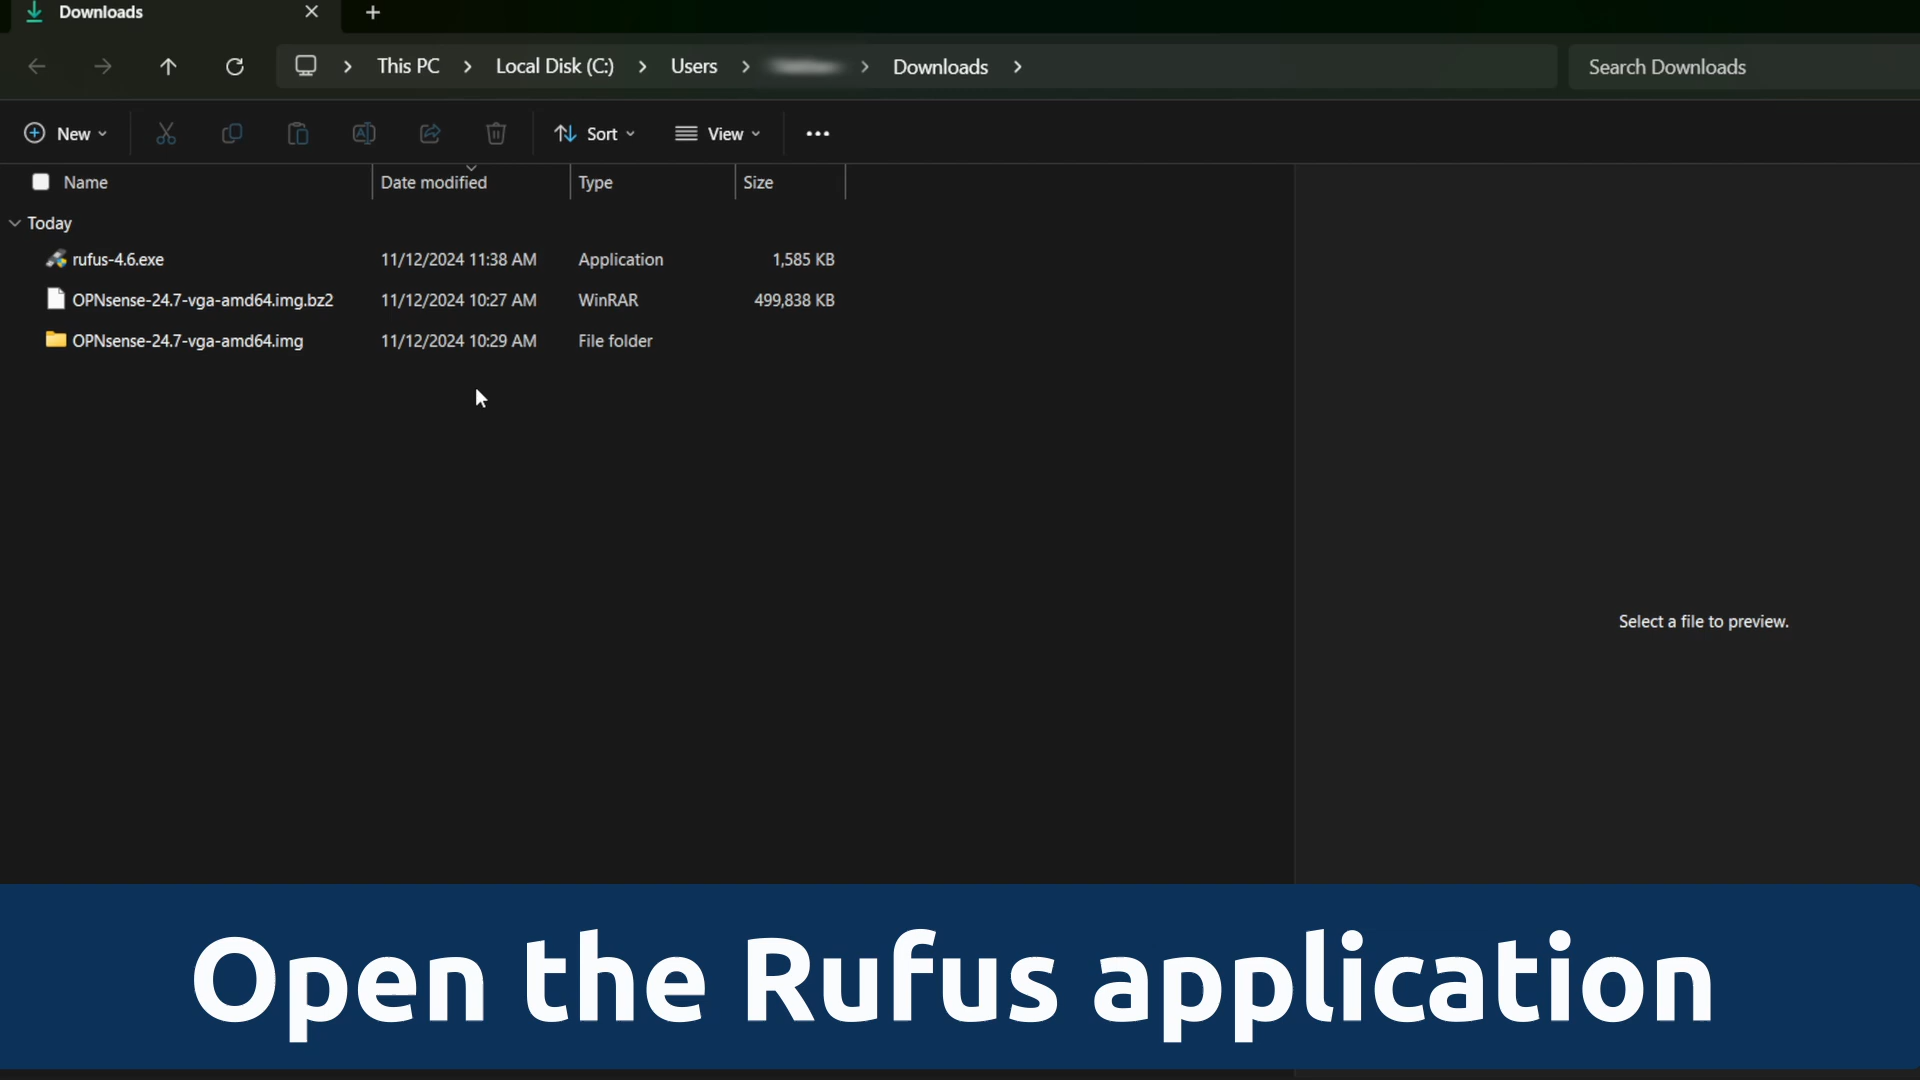 Downloads
This PC
Local Disk (C:)
Users
Downloads
Search Downloads
New
Sort
View
Name
Date modified
Type
Size
Today
rufus-4.6.exe 11/12/2024 11:38 AM Application 1,585 KB
OPNsense-24.7-vga-amd64.img.bz2 11/12/2024 10:27 AM WinRAR 499,838 KB
OPNsense-24.7-vga-amd64.img 11/12/2024 10:29 AM File folder
Select a file to preview.
Open the Rufus application